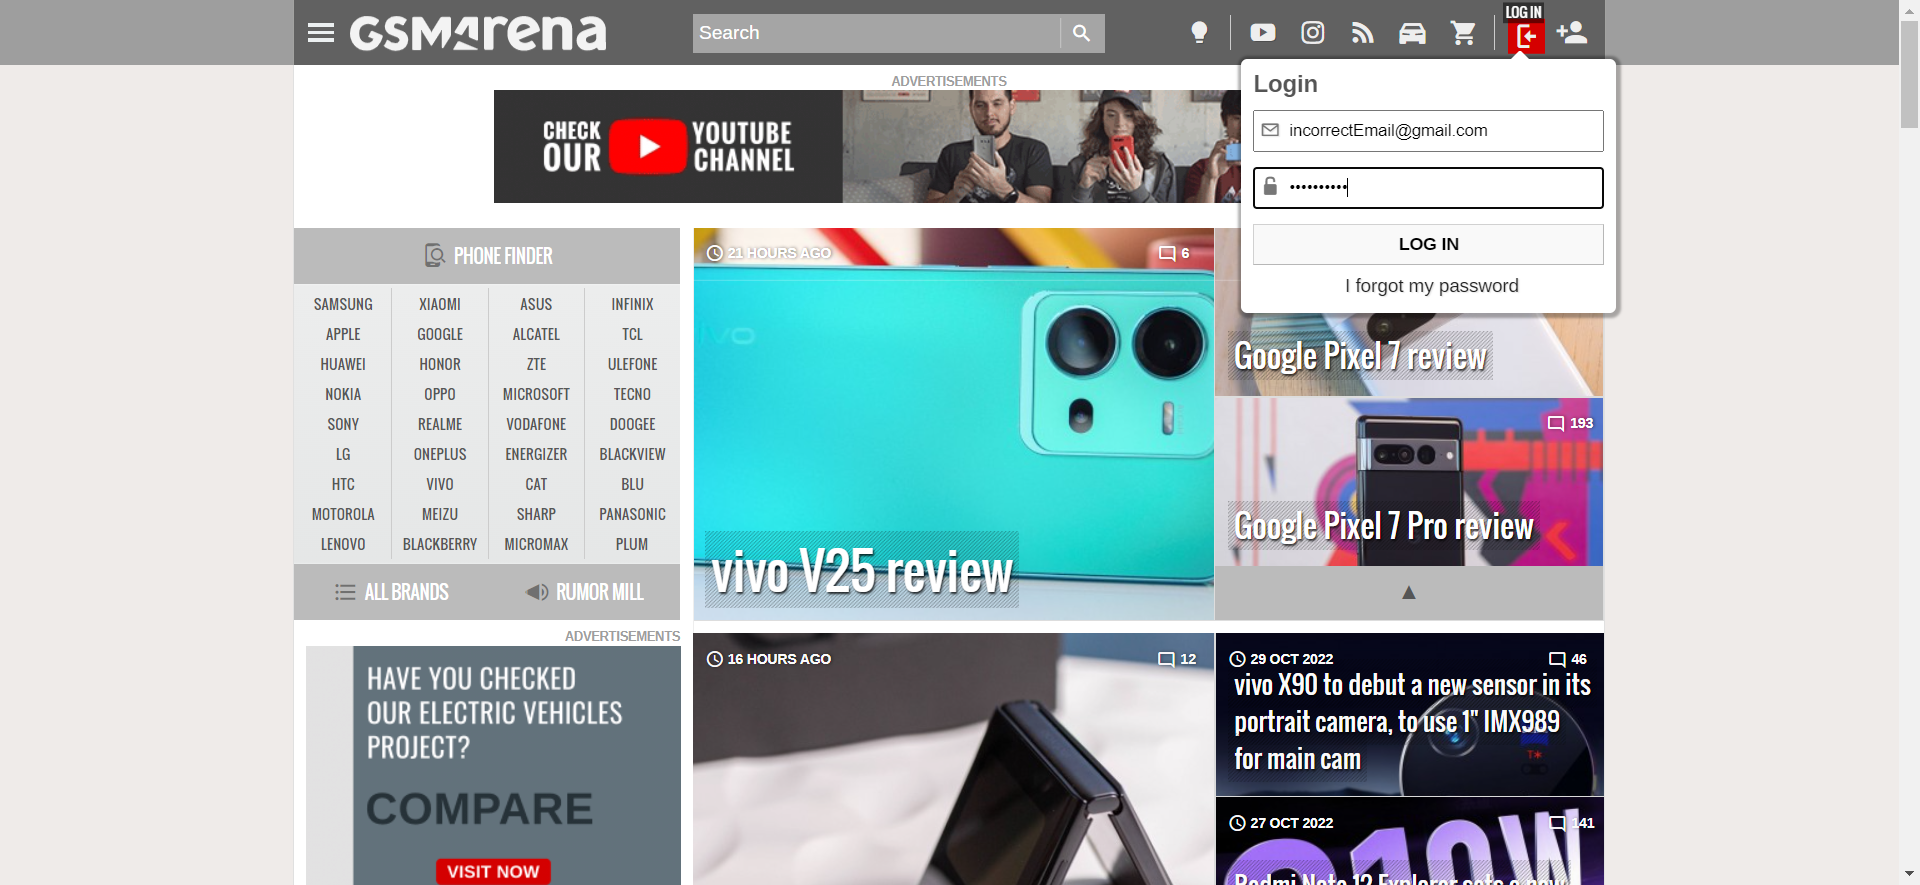 GSMArena
Search
LOG IN
ADVERTISEMENTS
CHECK OUR
YOUTUBE CHANNEL
Login
incorrectEmail@gmail.com
••••••••••
LOG IN
I forgot my password
PHONE FINDER
SAMSUNG XIAOMI ASUS INFINIX
APPLE GOOGLE ALCATEL TCL
HUAWEI HONOR ZTE ULEFONE
NOKIA OPPO MICROSOFT TECNO
SONY REALME VODAFONE DOOGEE
LG ONEPLUS ENERGIZER BLACKVIEW
HTC VIVO CAT BLU
MOTOROLA MEIZU SHARP PANASONIC
LENOVO BLACKBERRY MICROMAX PLUM
ALL BRANDS RUMOR MILL
21 HOURS AGO 6
vivo V25 review
Google Pixel 7 review
193
Google Pixel 7 Pro review
▲
ADVERTISEMENTS
HAVE YOU CHECKED
OUR ELECTRIC VEHICLES
PROJECT?
COMPARE
VISIT NOW
16 HOURS AGO 12
29 OCT 2022 46
vivo X90 to debut a new sensor in its
portrait camera, to use 1" IMX989
for main cam
27 OCT 2022 141
Redmi Note 12 Explorer sets a new